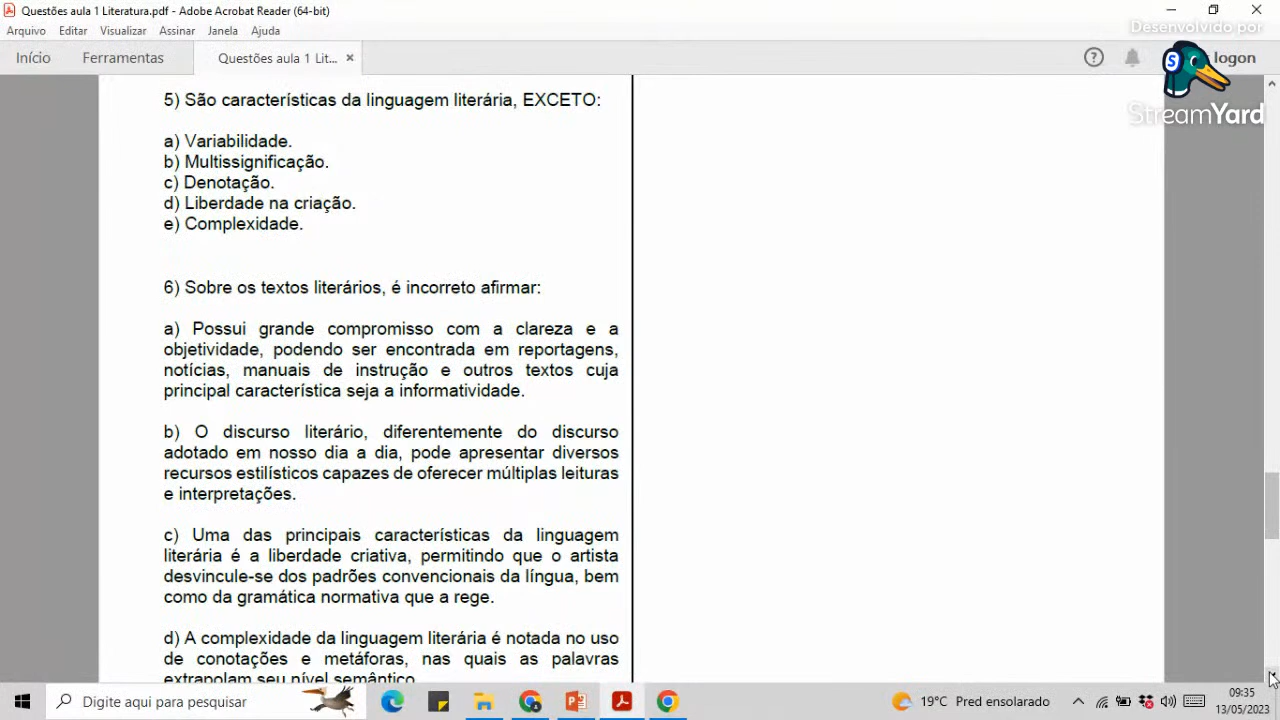 Questões aula 1 Literatura.pdf - Adobe Acrobat Reader (64-bit)
Desenvolvido por
Arquivo Editar Visualizar Assinar Janela Ajuda
Início Ferramentas Questões aula 1 Lit... × logon
StreamYard
5) São características da linguagem literária, EXCETO:
a) Variabilidade.
b) Multissignificação.
c) Denotação.
d) Liberdade na criação.
e) Complexidade.
6) Sobre os textos literários, é incorreto afirmar:
a) Possui grande compromisso com a clareza e a
objetividade, podendo ser encontrada em reportagens,
notícias, manuais de instrução e outros textos cuja
principal característica seja a informatividade.
b) O discurso literário, diferentemente do discurso
adotado em nosso dia a dia, pode apresentar diversos
recursos estilísticos capazes de oferecer múltiplas leituras
e interpretações.
c) Uma das principais características da linguagem
literária é a liberdade criativa, permitindo que o artista
desvincule-se dos padrões convencionais da língua, bem
como da gramática normativa que a rege.
d) A complexidade da linguagem literária é notada no uso
de conotações e metáforas, nas quais as palavras
extrapolam seu nível semântico
Digite aqui para pesquisar
19°C Pred ensolarado
09:35
13/05/2023